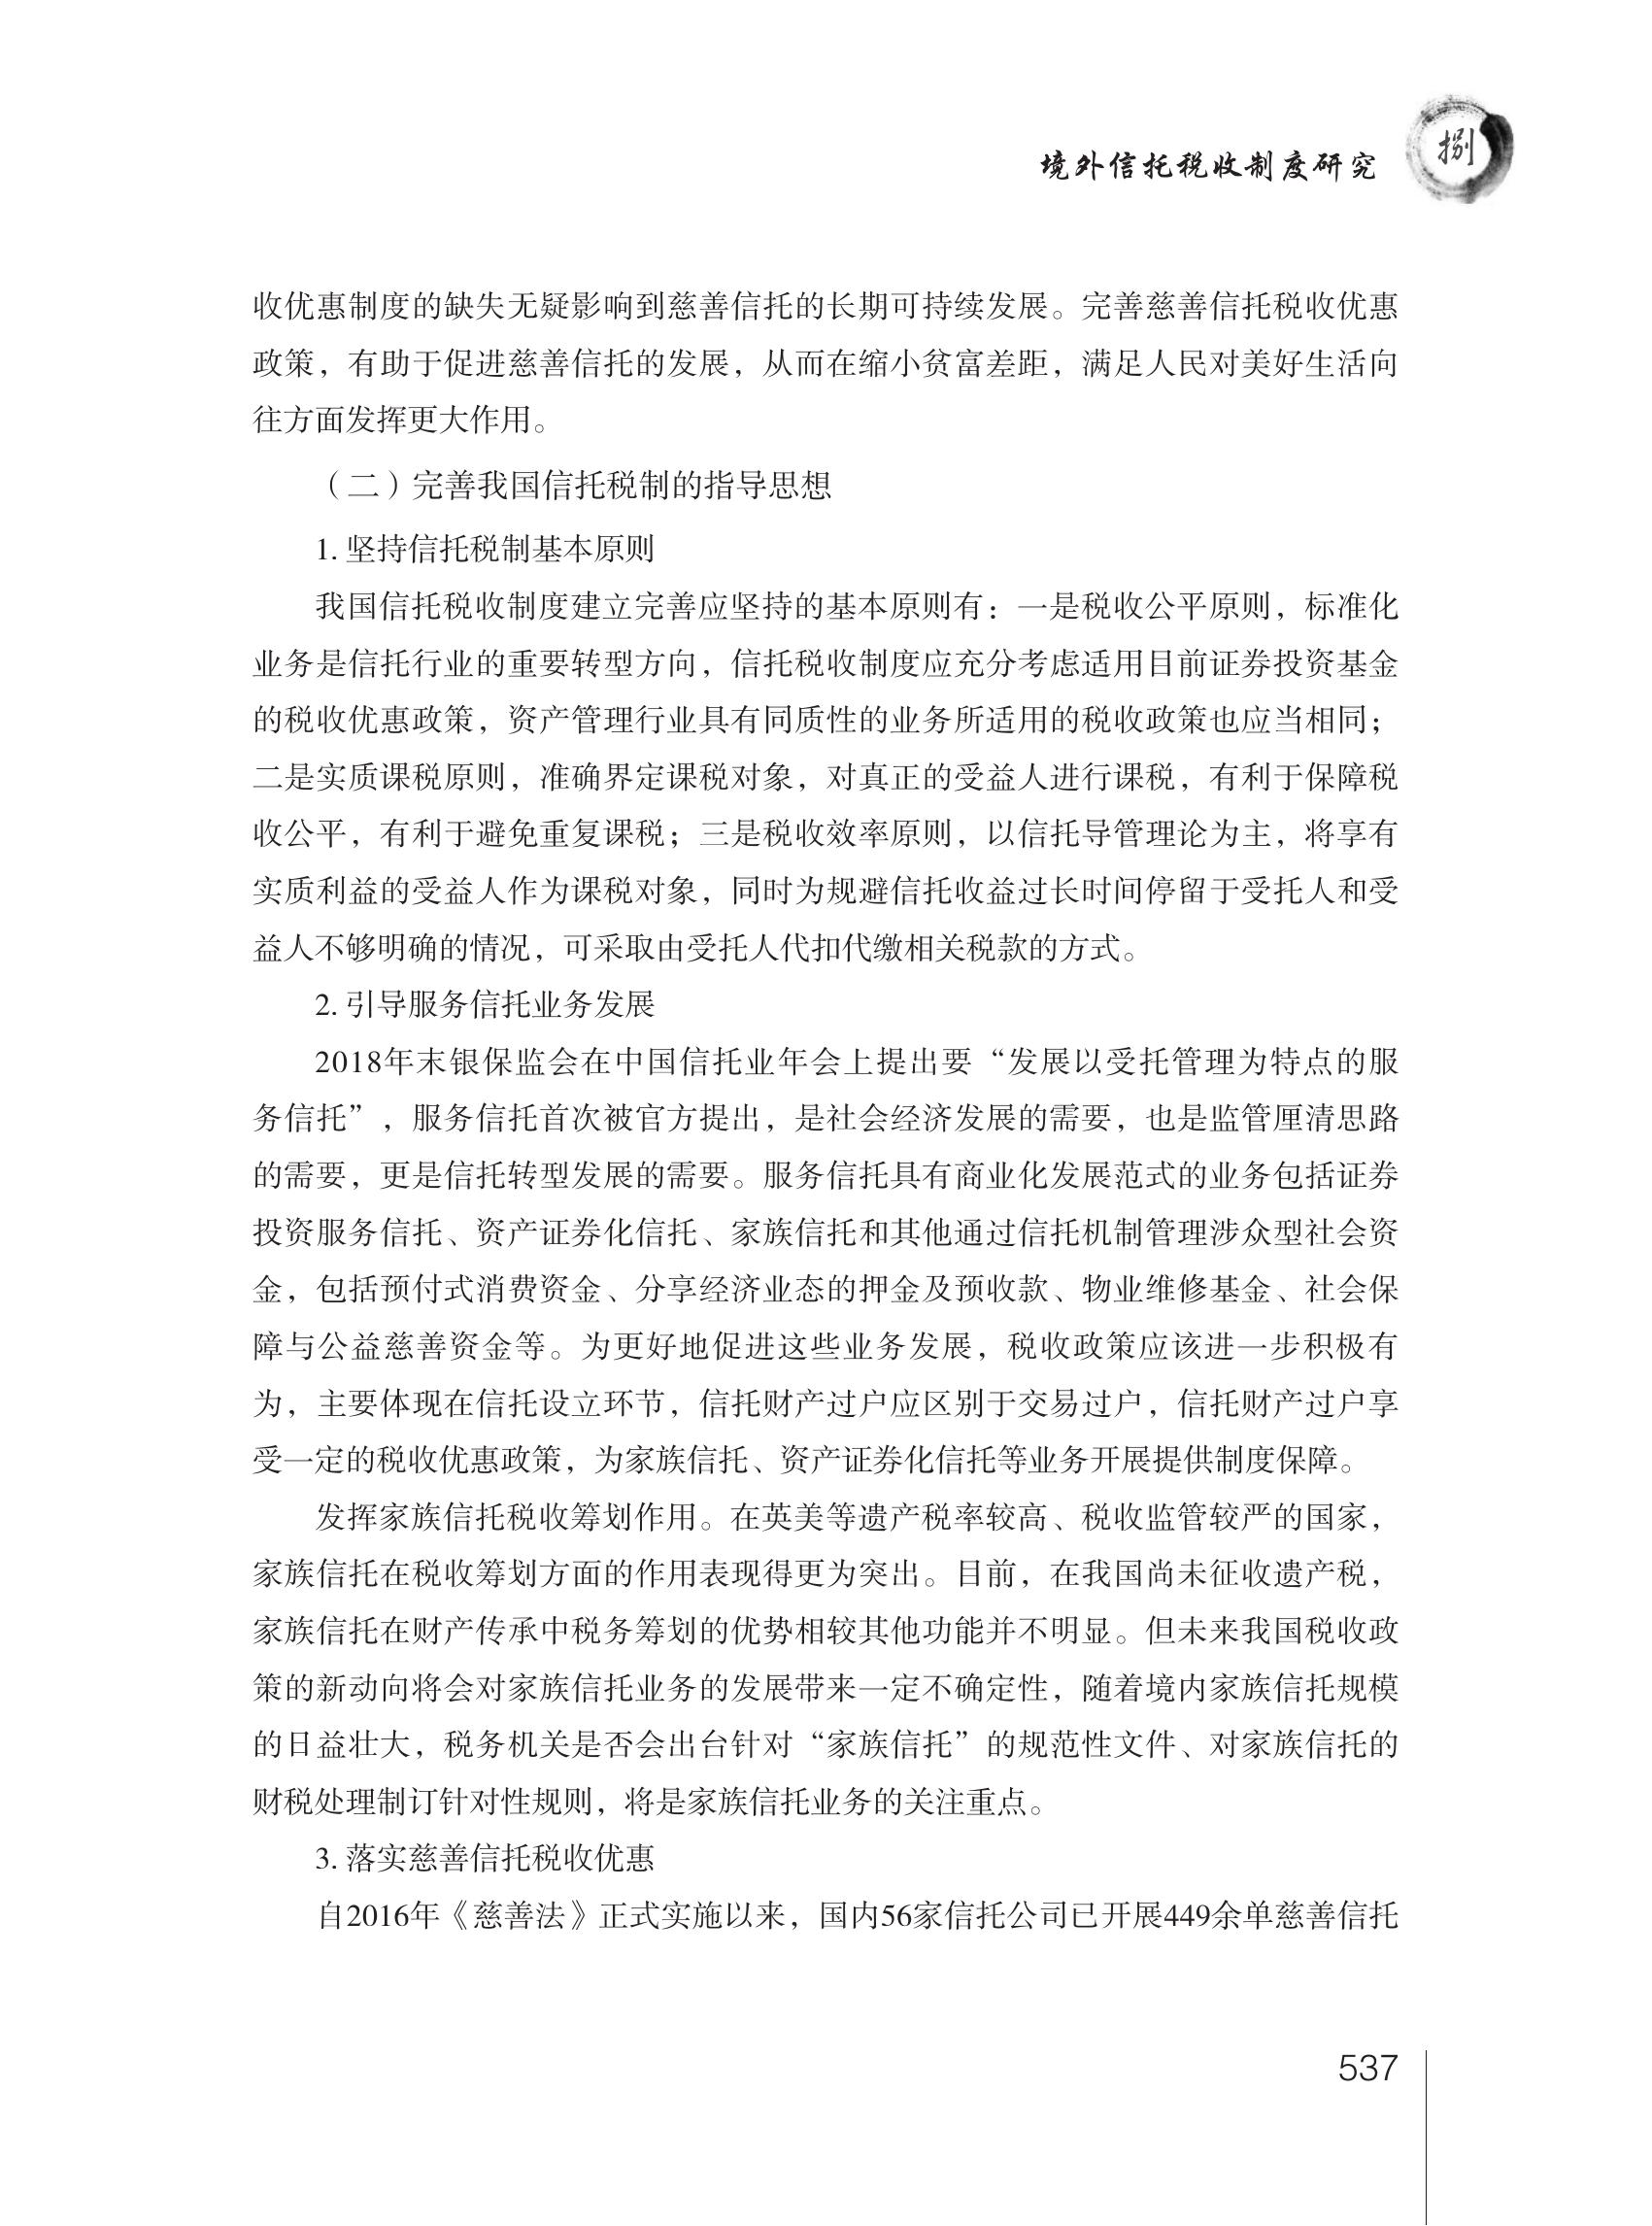 境外信托税收制度研究
捌
收优惠制度的缺失无疑影响到慈善信托的长期可持续发展。完善慈善信托税收优惠
政策，有助于促进慈善信托的发展，从而在缩小贫富差距，满足人民对美好生活向
往方面发挥更大作用。
（二）完善我国信托税制的指导思想
1. 坚持信托税制基本原则
我国信托税收制度建立完善应坚持的基本原则有：一是税收公平原则，标准化
业务是信托行业的重要转型方向，信托税收制度应充分考虑适用目前证券投资基金
的税收优惠政策，资产管理行业具有同质性的业务所适用的税收政策也应当相同；
二是实质课税原则，准确界定课税对象，对真正的受益人进行课税，有利于保障税
收公平，有利于避免重复课税；三是税收效率原则，以信托导管理论为主，将享有
实质利益的受益人作为课税对象，同时为规避信托收益过长时间停留于受托人和受
益人不够明确的情况，可采取由受托人代扣代缴相关税款的方式。
2. 引导服务信托业务发展
2018年末银保监会在中国信托业年会上提出要“发展以受托管理为特点的服
务信托”，服务信托首次被官方提出，是社会经济发展的需要，也是监管厘清思路
的需要，更是信托转型发展的需要。服务信托具有商业化发展范式的业务包括证券
投资服务信托、资产证券化信托、家族信托和其他通过信托机制管理涉众型社会资
金，包括预付式消费资金、分享经济业态的押金及预收款、物业维修基金、社会保
障与公益慈善资金等。为更好地促进这些业务发展，税收政策应该进一步积极有
为，主要体现在信托设立环节，信托财产过户应区别于交易过户，信托财产过户享
受一定的税收优惠政策，为家族信托、资产证券化信托等业务开展提供制度保障。
发挥家族信托税收筹划作用。在英美等遗产税率较高、税收监管较严的国家，
家族信托在税收筹划方面的作用表现得更为突出。目前，在我国尚未征收遗产税，
家族信托在财产传承中税务筹划的优势相较其他功能并不明显。但未来我国税收政
策的新动向将会对家族信托业务的发展带来一定不确定性，随着境内家族信托规模
的日益壮大，税务机关是否会出台针对“家族信托”的规范性文件、对家族信托的
财税处理制订针对性规则，将是家族信托业务的关注重点。
3. 落实慈善信托税收优惠
自2016年《慈善法》正式实施以来，国内56家信托公司已开展449余单慈善信托
537